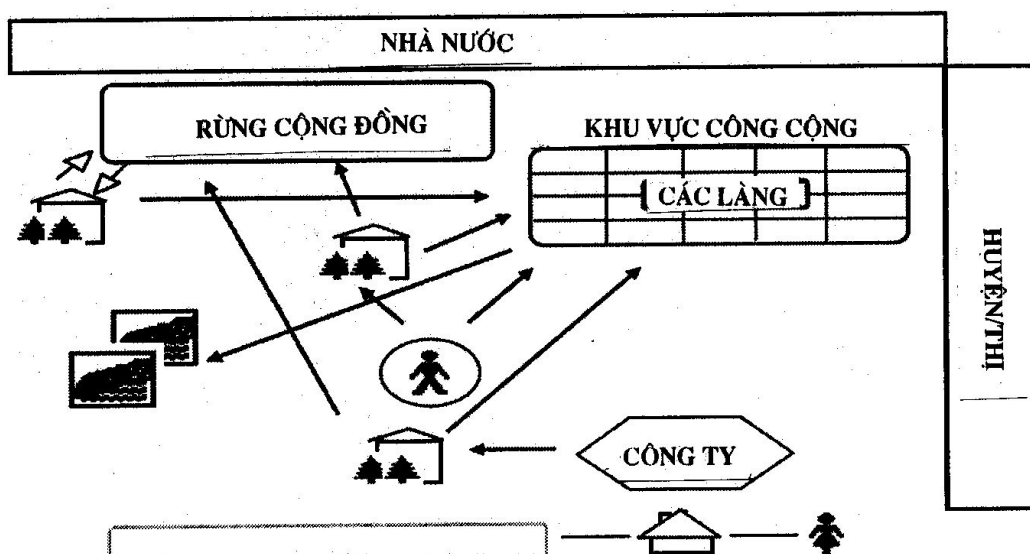 NHÀ NƯỚC
RỪNG CỘNG ĐỒNG
KHU VỰC CÔNG CỘNG
CÁC LÀNG
HUYỆN/THỊ
CÔNG TY